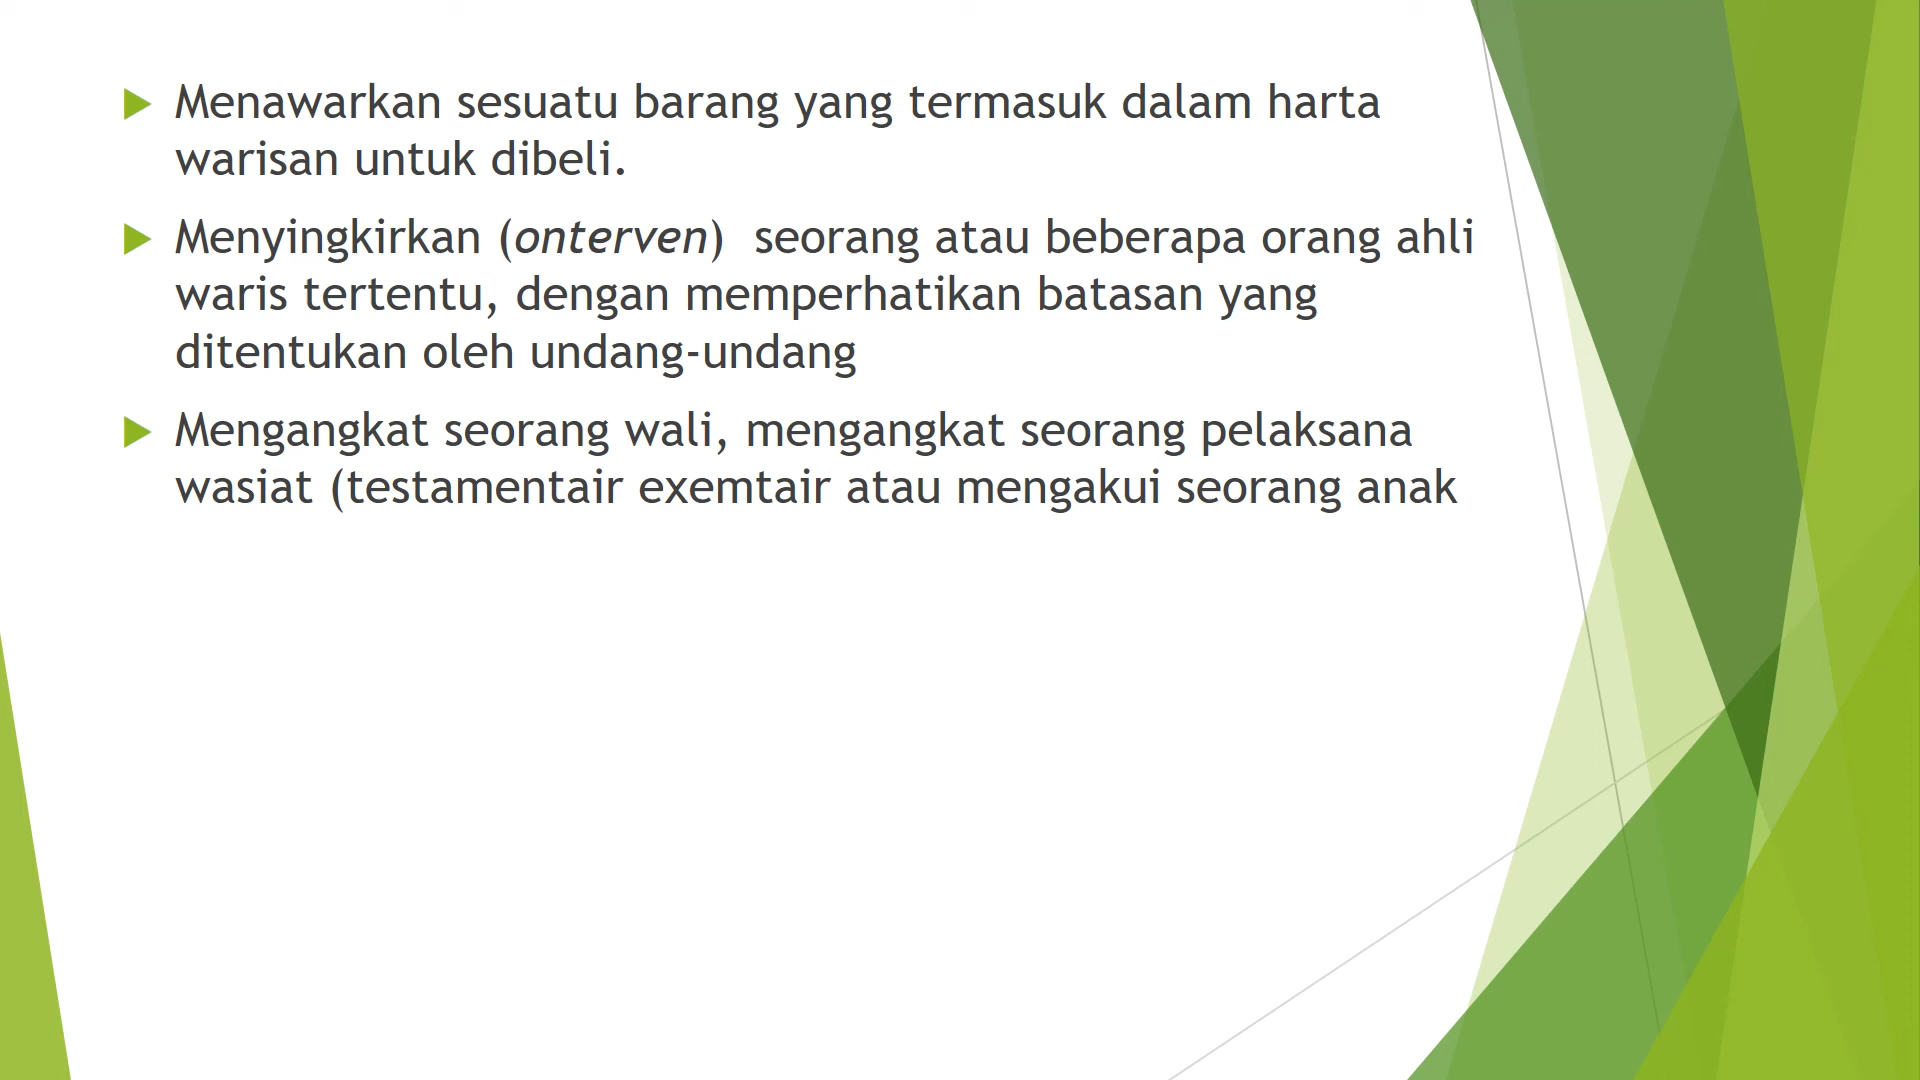 Menawarkan sesuatu barang yang termasuk dalam harta
warisan untuk dibeli.
Menyingkirkan (onterven)  seorang atau beberapa orang ahli
waris tertentu, dengan memperhatikan batasan yang
ditentukan oleh undang-undang
Mengangkat seorang wali, mengangkat seorang pelaksana
wasiat (testamentair exemtair atau mengakui seorang anak